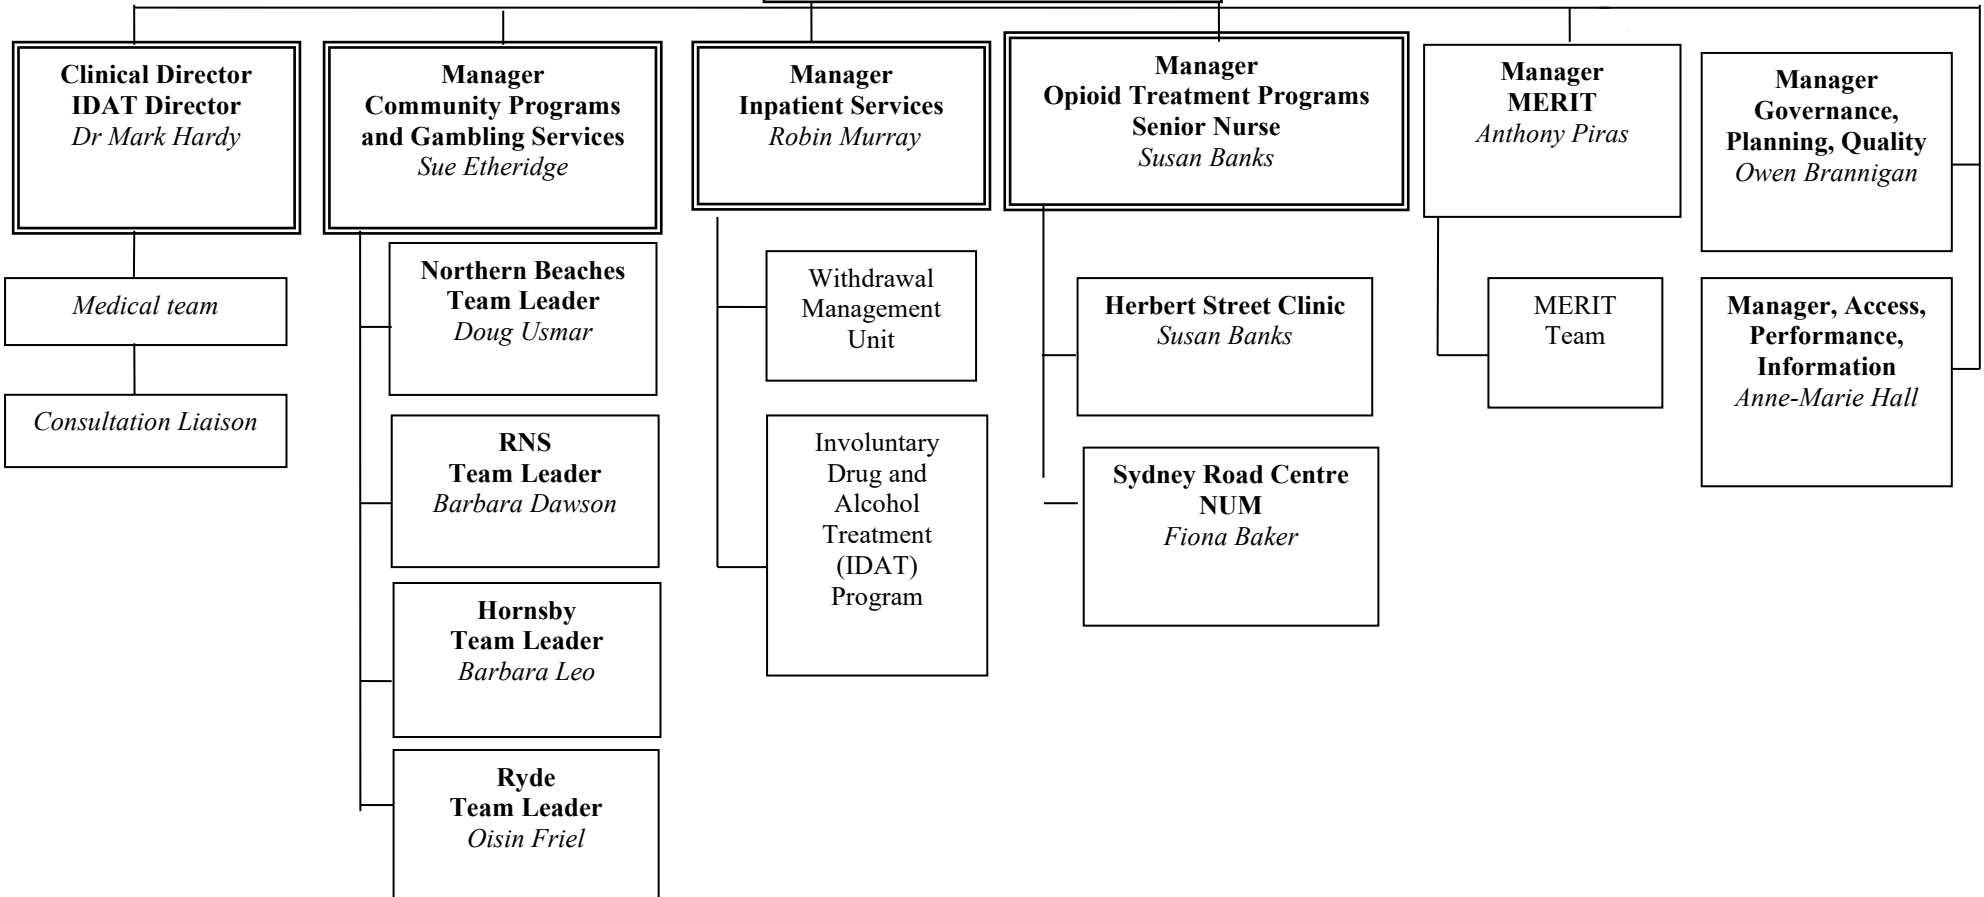 Clinical Director
IDAT Director
Dr Mark Hardy
Medical team
Consultation Liaison
Manager
Community Programs
and Gambling Services
Sue Etheridge
Northern Beaches
Team Leader
Doug Usmar
RNS
Team Leader
Barbara Dawson
Hornsby
Team Leader
Barbara Leo
Ryde
Team Leader
Oisin Friel
Manager
Inpatient Services
Robin Murray
Withdrawal
Management
Unit
Involuntary
Drug and
Alcohol
Treatment
(IDAT)
Program
Manager
Opioid Treatment Programs
Senior Nurse
Susan Banks
Herbert Street Clinic
Susan Banks
Sydney Road Centre
NUM
Fiona Baker
Manager
MERIT
Anthony Piras
MERIT
Team
Manager
Governance,
Planning, Quality
Owen Brannigan
Manager, Access,
Performance,
Information
Anne-Marie Hall